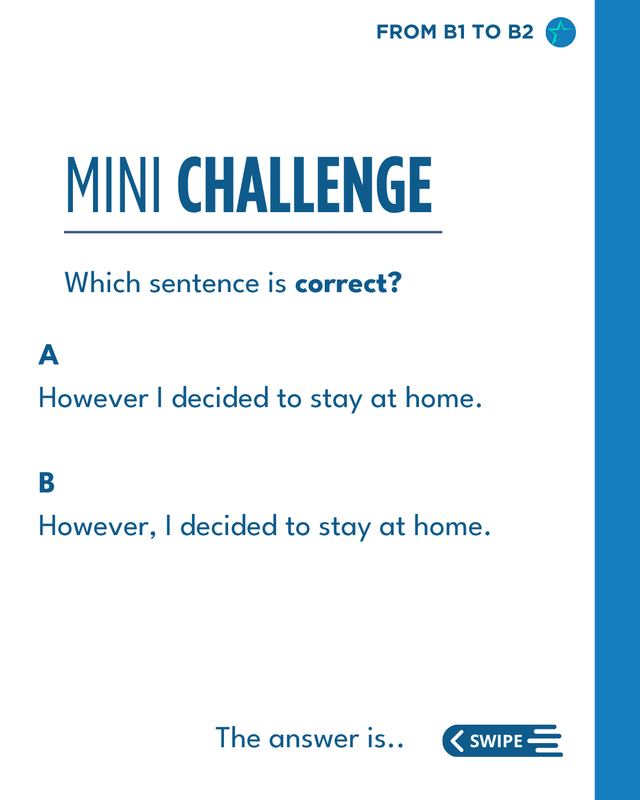 FROM B1 TO B2
MINI CHALLENGE
Which sentence is correct?
A
However I decided to stay at home.
B
However, I decided to stay at home.
The answer is..
SWIPE